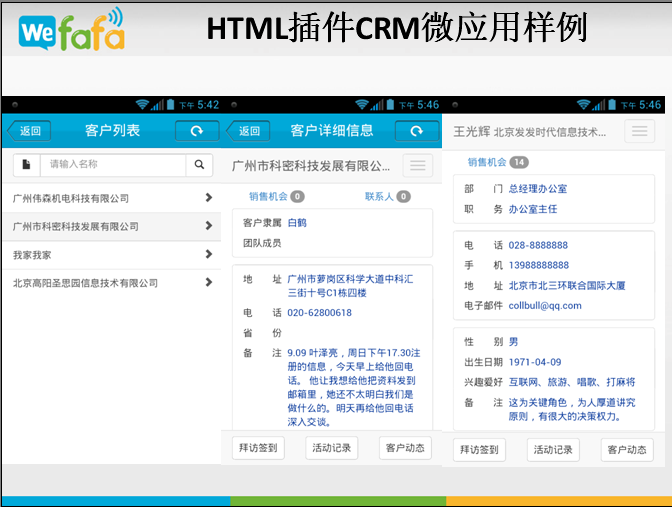 Wefafa
HTML插件CRM微应用样例
下午 5:42
返回
客户列表
请输入名称
广州伟森机电科技有限公司
广州市科密科技发展有限公司
我家我家
北京高阳圣思园信息技术有限公司
下午 5:46
返回
客户详细信息
广州市科密科技发展有限公...
销售机会 0
联系人 0
客户隶属 白鹤
团队成员
地 址 广州市萝岗区科学大道中科汇
三街十号C1栋四楼
电 话 020-62800618
省 份
备 注 9.09 叶泽亮，周日下午17.30注
册的信息，今天早上给他回电
话。 他让我想给他把资料发到
邮箱里，她还不太明白我们是
做什么的。明天再给他回电话
深入交谈。
拜访签到
活动记录
客户动态
下午 5:46
王光辉 北京发发时代信息技术...
销售机会 14
部 门 总经理办公室
职 务 办公室主任
电 话 028-8888888
手 机 13988888888
地 址 北京市北三环联合国际大厦
电子邮件 collbull@qq.com
性 别 男
出生日期 1971-04-09
兴趣爱好 互联网、旅游、唱歌、打麻将
备 注 这为关键角色，为人厚道讲究
原则，有很大的决策权力。
拜访签到
活动记录
客户动态